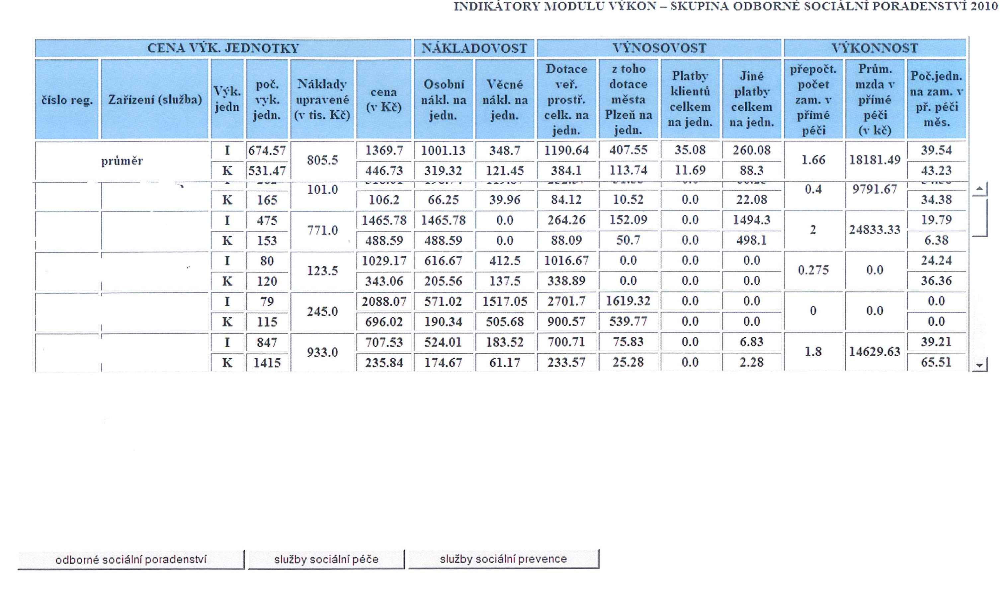 INDIKÁTORY MODULU VÝKON – SKUPINA ODBORNÉ SOCIÁLNÍ PORADENSTVÍ 2010
CENA VÝK. JEDNOTKY NÁKLADOVOST VÝNOSOVOST VÝKONNOST
číslo reg.
Zařízení (služba)
Výk.
jedn
poč.
vyk.
jedn.
Náklady
upravené
(v tis. Kč)
cena
(v Kč)
Osobní
nákl. na
jedn.
Věcné
nákl. na
jedn.
Dotace
veř.
prostř.
celk. na
jedn.
z toho
dotace
města
Plzeň na
jedn.
Platby
klientů
celkem
na jedn.
Jiné
platby
celkem
na jedn.
přepočt.
počet
zam. v
přímé
péči
Prům.
mzda v
přímé
péči
(v kč)
Poč.jedn.
na zam. v
př. péči
měs.
průměr
I 674.57 1369.7 1001.13 348.7 1190.64 407.55 35.08 260.08 39.54
805.5 1.66 18181.49
K 531.47 446.73 319.32 121.45 384.1 113.74 11.69 88.3 43.23
101.0 0.4 9791.67
K 165 106.2 66.25 39.96 84.12 10.52 0.0 22.08 34.38
I 475 1465.78 1465.78 0.0 264.26 152.09 0.0 1494.3 19.79
771.0 2 24833.33
K 153 488.59 488.59 0.0 88.09 50.7 0.0 498.1 6.38
I 80 1029.17 616.67 412.5 1016.67 0.0 0.0 0.0 24.24
123.5 0.275 0.0
K 120 343.06 205.56 137.5 338.89 0.0 0.0 0.0 36.36
I 79 2088.07 571.02 1517.05 2701.7 1619.32 0.0 0.0 0.0
245.0 0 0.0
K 115 696.02 190.34 505.68 900.57 539.77 0.0 0.0 0.0
I 847 707.53 524.01 183.52 700.71 75.83 0.0 6.83 39.21
933.0 1.8 14629.63
K 1415 235.84 174.67 61.17 233.57 25.28 0.0 2.28 65.51
odborné sociální poradenství služby sociální péče služby sociální prevence